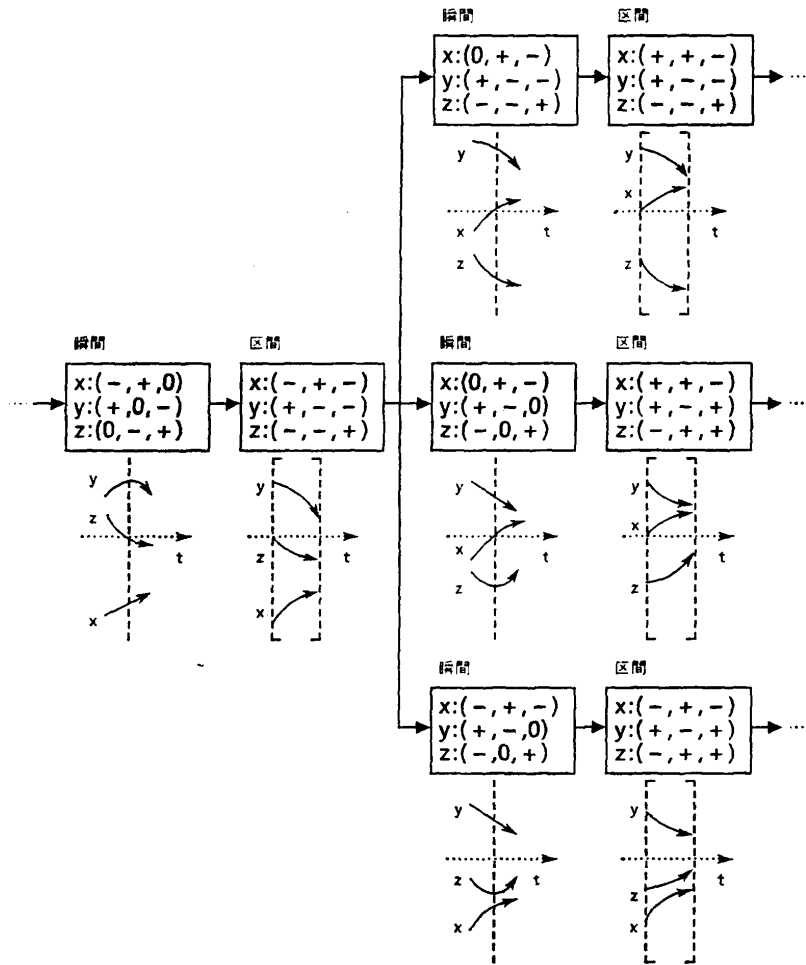 瞬間
x:(0,+,-)
y:(+,-,-)
z:(-,-,+)
y
x
z
t
区間
x:(+,+,-)
y:(+,-,-)
z:(-,-,+)
...
y
x
z
t
瞬間
...
x:(-,+,0)
y:(+,0,-)
z:(0,-,+)
y
z
x
t
区間
x:(-,+,-)
y:(+,-,-)
z:(-,-,+)
y
z
x
t
瞬間
x:(0,+,-)
y:(+,-,0)
z:(-,0,+)
y
x
z
t
区間
x:(+,+,-)
y:(+,-,+)
z:(-,+,+)
...
y
x
z
t
瞬間
x:(-,+,-)
y:(+,-,0)
z:(-,0,+)
y
z
x
t
区間
x:(-,+,-)
y:(+,-,+)
z:(-,+,+)
...
y
z
x
t